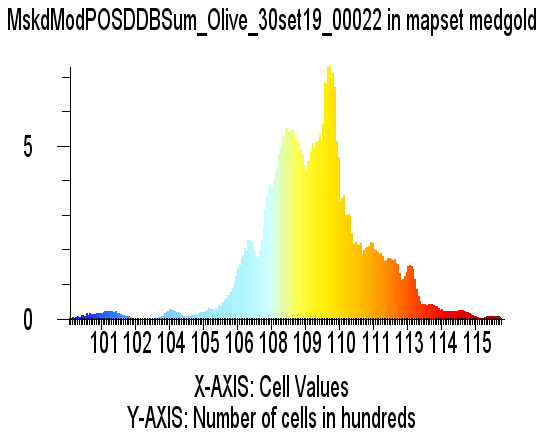 MskdModPOSDDBSum_Olive_30set19_00022 in mapset medgold
5
0
101 102 104 105 106 108 109 110 111 113 114 115
X-AXIS: Cell Values
Y-AXIS: Number of cells in hundreds